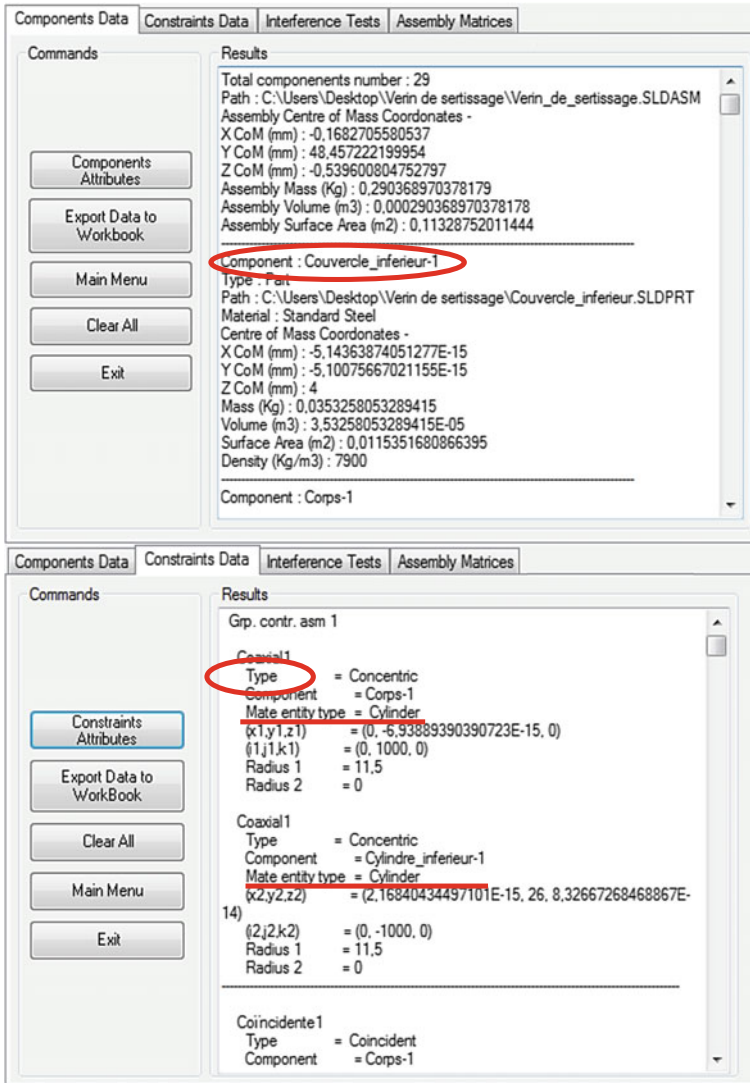 Components Data Constraints Data Interference Tests Assembly Matrices
Commands
Components
Attributes
Export Data to
Workbook
Main Menu
Clear All
Exit
Results
Total componenents number : 29
Path : C:\Users\Desktop\Verin de sertissage\Verin_de_sertissage.SLDASM
Assembly Centre of Mass Coordonates -
X CoM (mm) : -0,1682705580537
Y CoM (mm) : 48,457222199954
Z CoM (mm) : -0,539600804752797
Assembly Mass (Kg) : 0,290368970378179
Assembly Volume (m3) : 0,000290368970378178
Assembly Surface Area (m2) : 0,11328752011444
Component : Couvercle_inferieur-1
Type : Part
Path : C:\Users\Desktop\Verin de sertissage\Couvercle_inferieur.SLDPRT
Material : Standard Steel
Centre of Mass Coordonates -
X CoM (mm) : -5,14363874051277E-15
Y CoM (mm) : -5,10075667021155E-15
Z CoM (mm) : 4
Mass (Kg) : 0,0353258053289415
Volume (m3) : 3,53258053289415E-05
Surface Area (m2) : 0,0115351680866395
Density (Kg/m3) : 7900
Component : Corps-1
Components Data Constraints Data Interference Tests Assembly Matrices
Commands
Constraints
Attributes
Export Data to
WorkBook
Clear All
Main Menu
Exit
Results
Grp. contr. asm 1
Coaxial1
Type = Concentric
Component = Corps-1
Mate entity type = Cylinder
(x1,y1,z1) = (0, -6,93889390390723E-15, 0)
(i1,j1,k1) = (0, 1000, 0)
Radius 1 = 11,5
Radius 2 = 0
Coaxial1
Type = Concentric
Component = Cylindre_inferieur-1
Mate entity type = Cylinder
(x2,y2,z2) = (2,16840434497101E-15, 26, 8,32667268468867E-
14)
(i2,j2,k2) = (0, -1000, 0)
Radius 1 = 11,5
Radius 2 = 0
Coïncidente1
Type = Coincident
Component = Corps-1